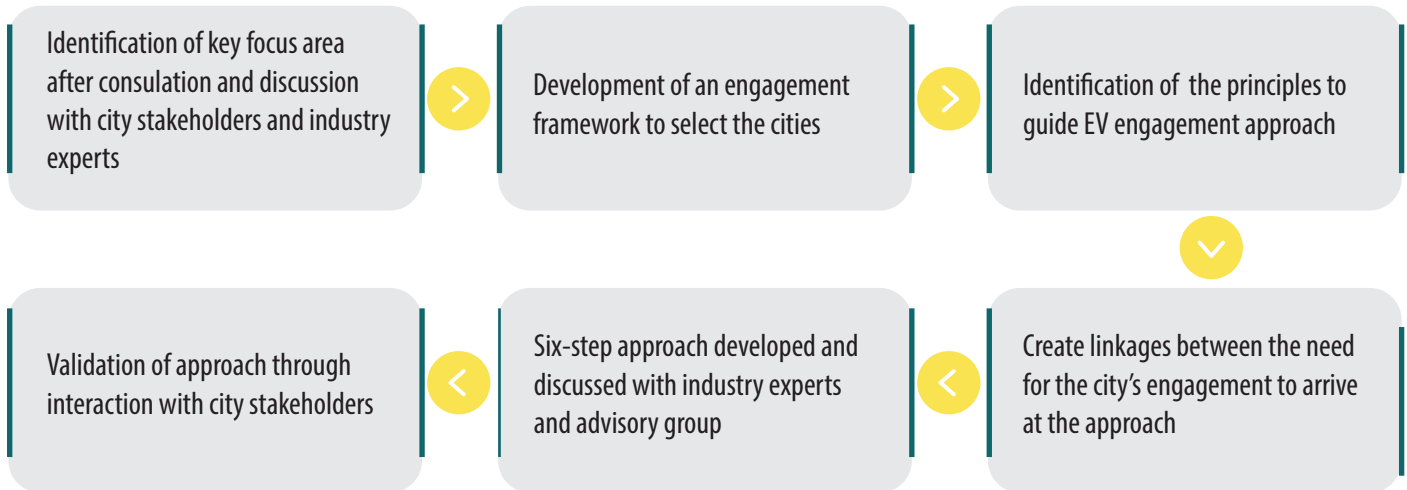 Identification of key focus area
after consulation and discussion
with city stakeholders and industry
experts
Development of an engagement
framework to select the cities
Identification of the principles to
guide EV engagement approach
Create linkages between the need
for the city’s engagement to arrive
at the approach
Six-step approach developed and
discussed with industry experts
and advisory group
Validation of approach through
interaction with city stakeholders